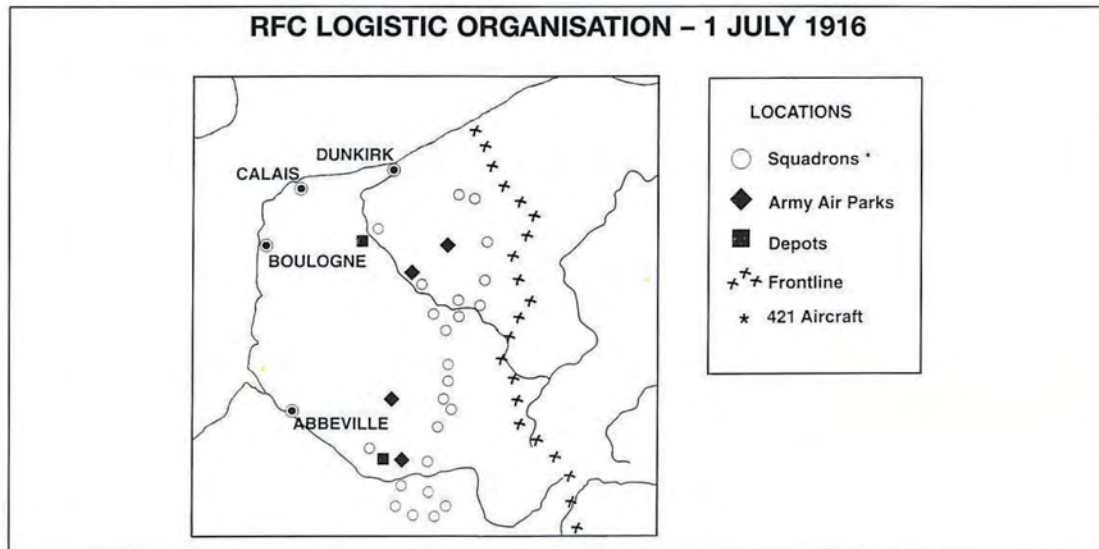 RFC LOGISTIC ORGANISATION – 1 JULY 1916
DUNKIRK
CALAIS
BOULOGNE
ABBEVILLE
LOCATIONS
Squadrons *
Army Air Parks
Depots
Frontline
* 421 Aircraft